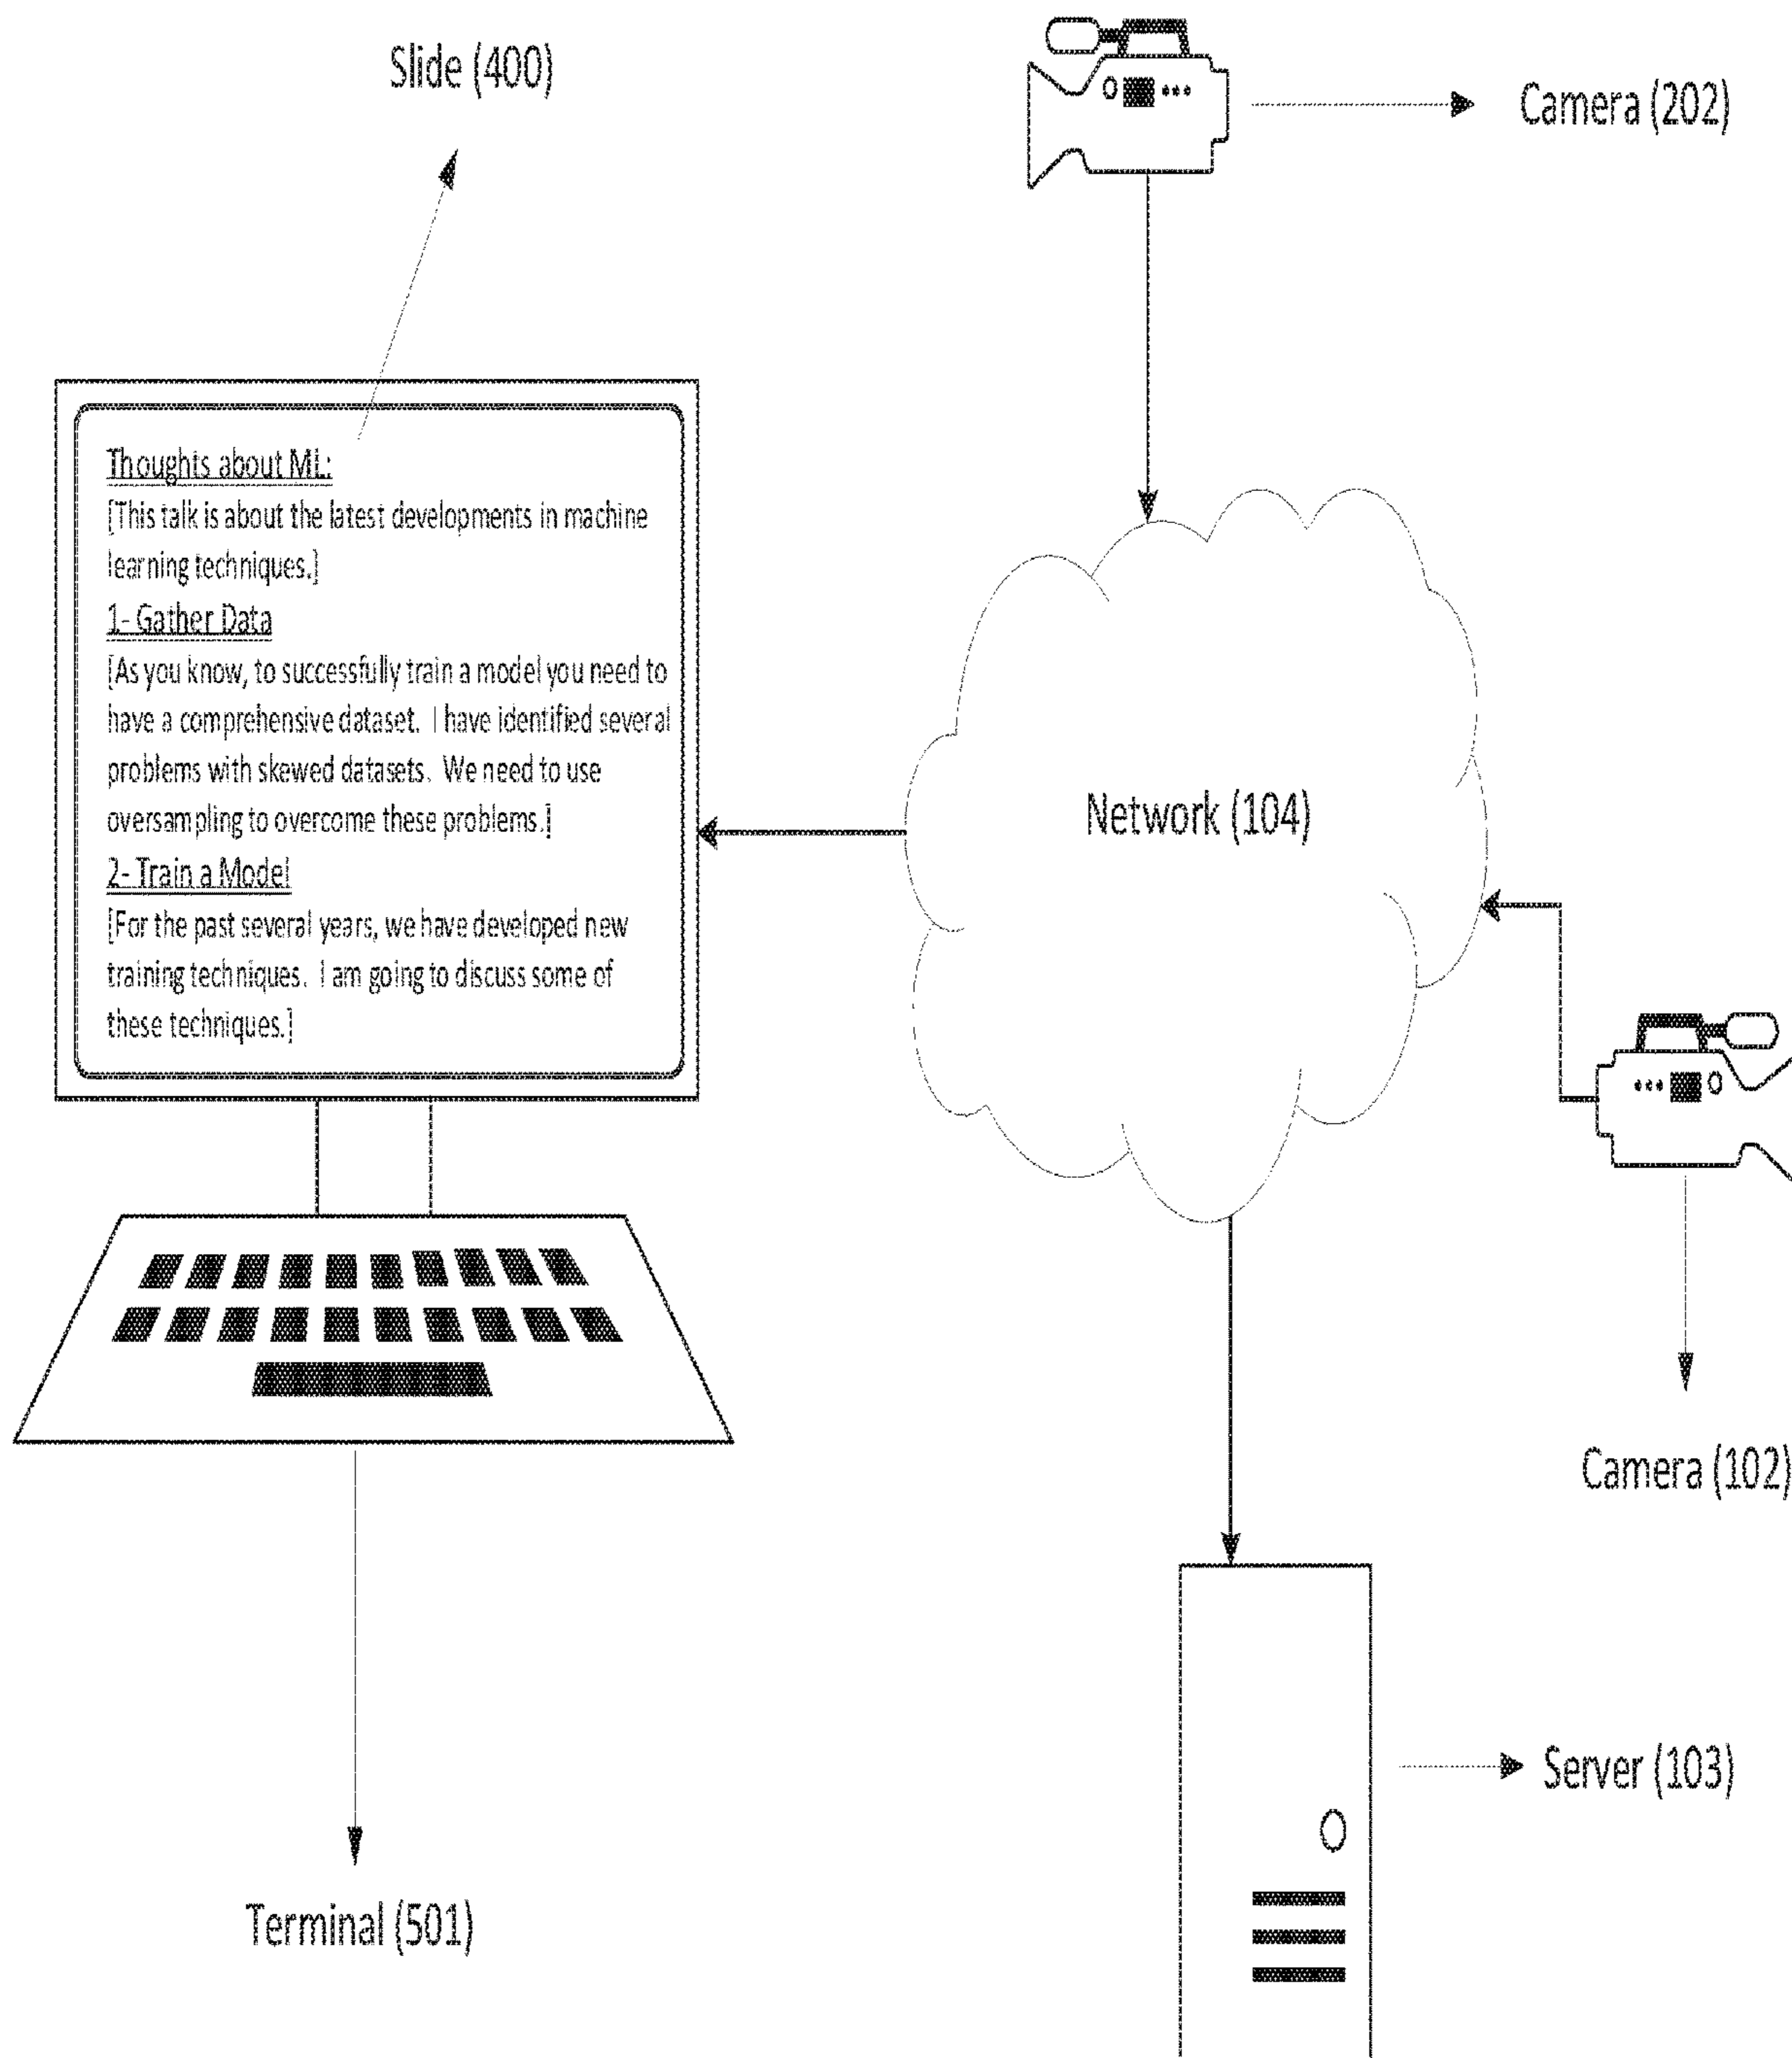 Slide (400)
Camera (202)
Thoughts about ML:
[This talk is about the latest developments in machine
learning techniques.]
1- Gather Data
[As you know, to successfully train a model you need to
have a comprehensive dataset. I have identified several
problems with skewed datasets. We need to use
oversampling to overcome these problems.]
2- Train a Model
[For the past several years, we have developed new
training techniques. I am going to discuss some of
these techniques.]
Network (104)
Camera (102)
Server (103)
Terminal (501)